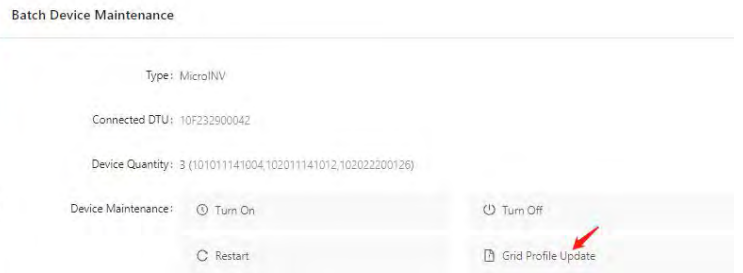 Batch Device Maintenance
Type: MicroINV
Connected DTU: 10F232900042
Device Quantity: 3 (101011141004,102011141012,102022200126)
Device Maintenance: Turn On Turn Off
Restart Grid Profile Update